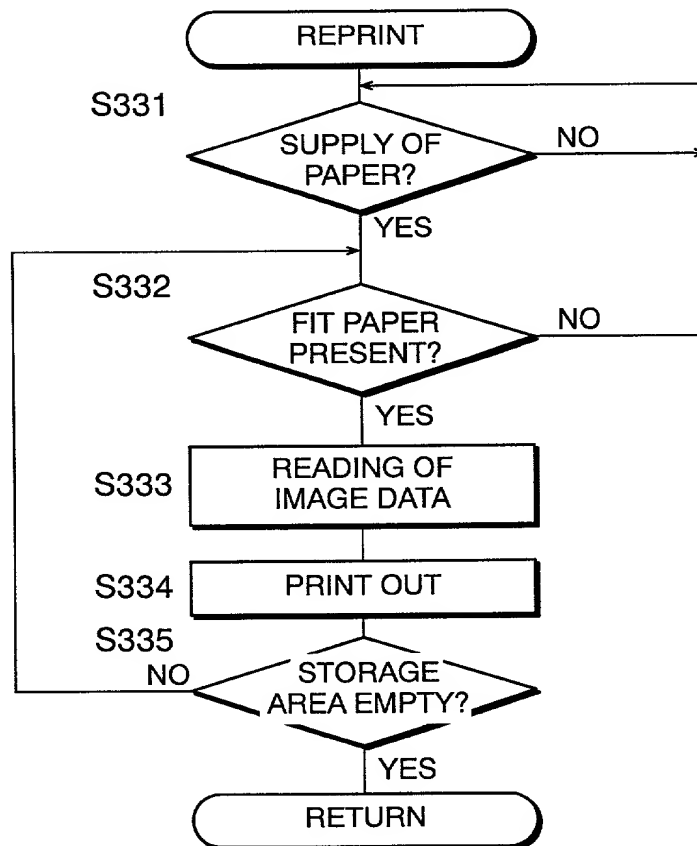 REPRINT
S331
SUPPLY OF
PAPER?
NO
YES
S332
FIT PAPER
PRESENT?
NO
YES
S333
READING OF
IMAGE DATA
S334
PRINT OUT
S335
NO
STORAGE
AREA EMPTY?
YES
RETURN